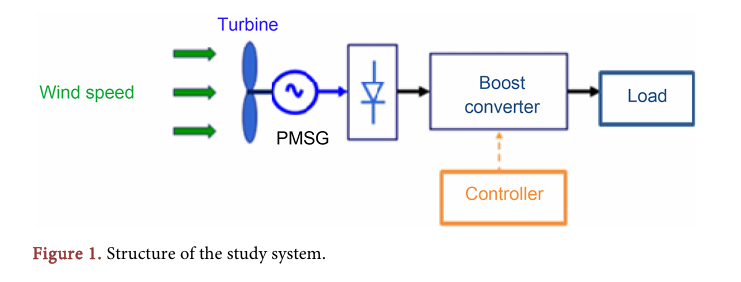 Turbine
Wind speed
PMSG
Boost
converter
Load
Controller
Figure 1. Structure of the study system.